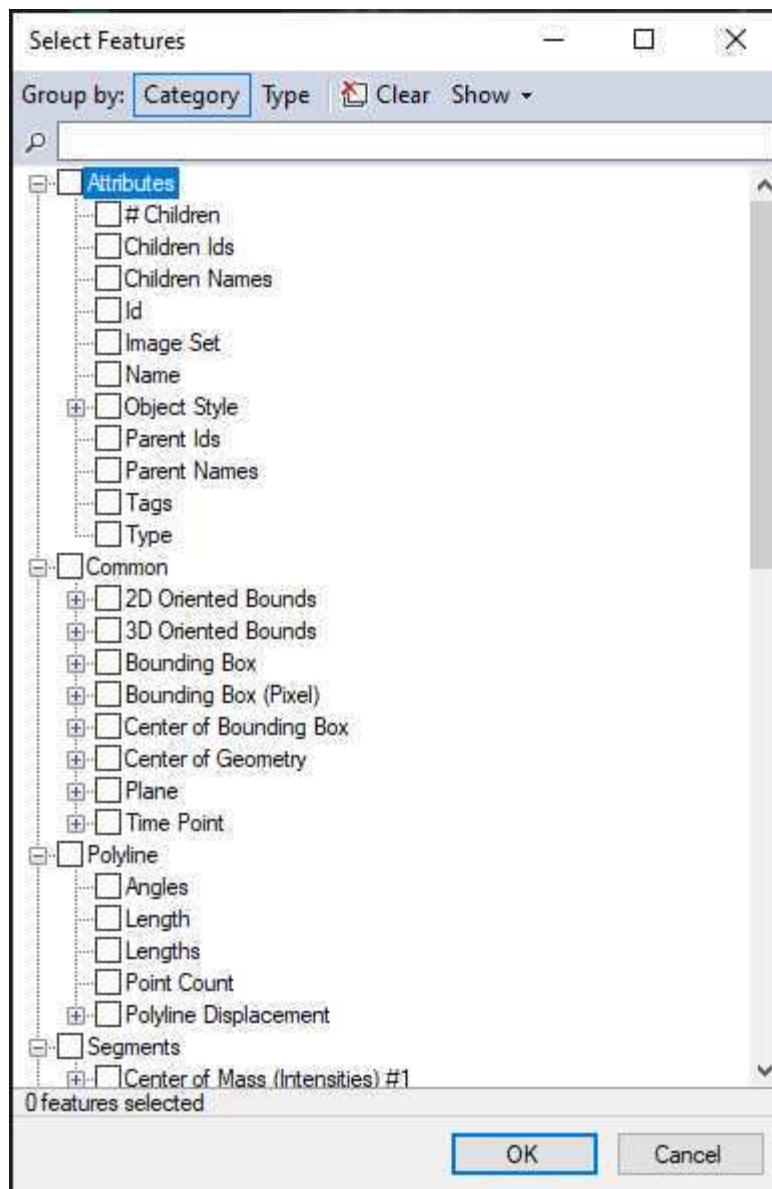 Select Features
Group by: Category Type Clear Show
Attributes
# Children
Children Ids
Children Names
Id
Image Set
Name
Object Style
Parent Ids
Parent Names
Tags
Type
Common
2D Oriented Bounds
3D Oriented Bounds
Bounding Box
Bounding Box (Pixel)
Center of Bounding Box
Center of Geometry
Plane
Time Point
Polyline
Angles
Length
Lengths
Point Count
Polyline Displacement
Segments
Center of Mass (Intensities) #1
0 features selected
OK Cancel